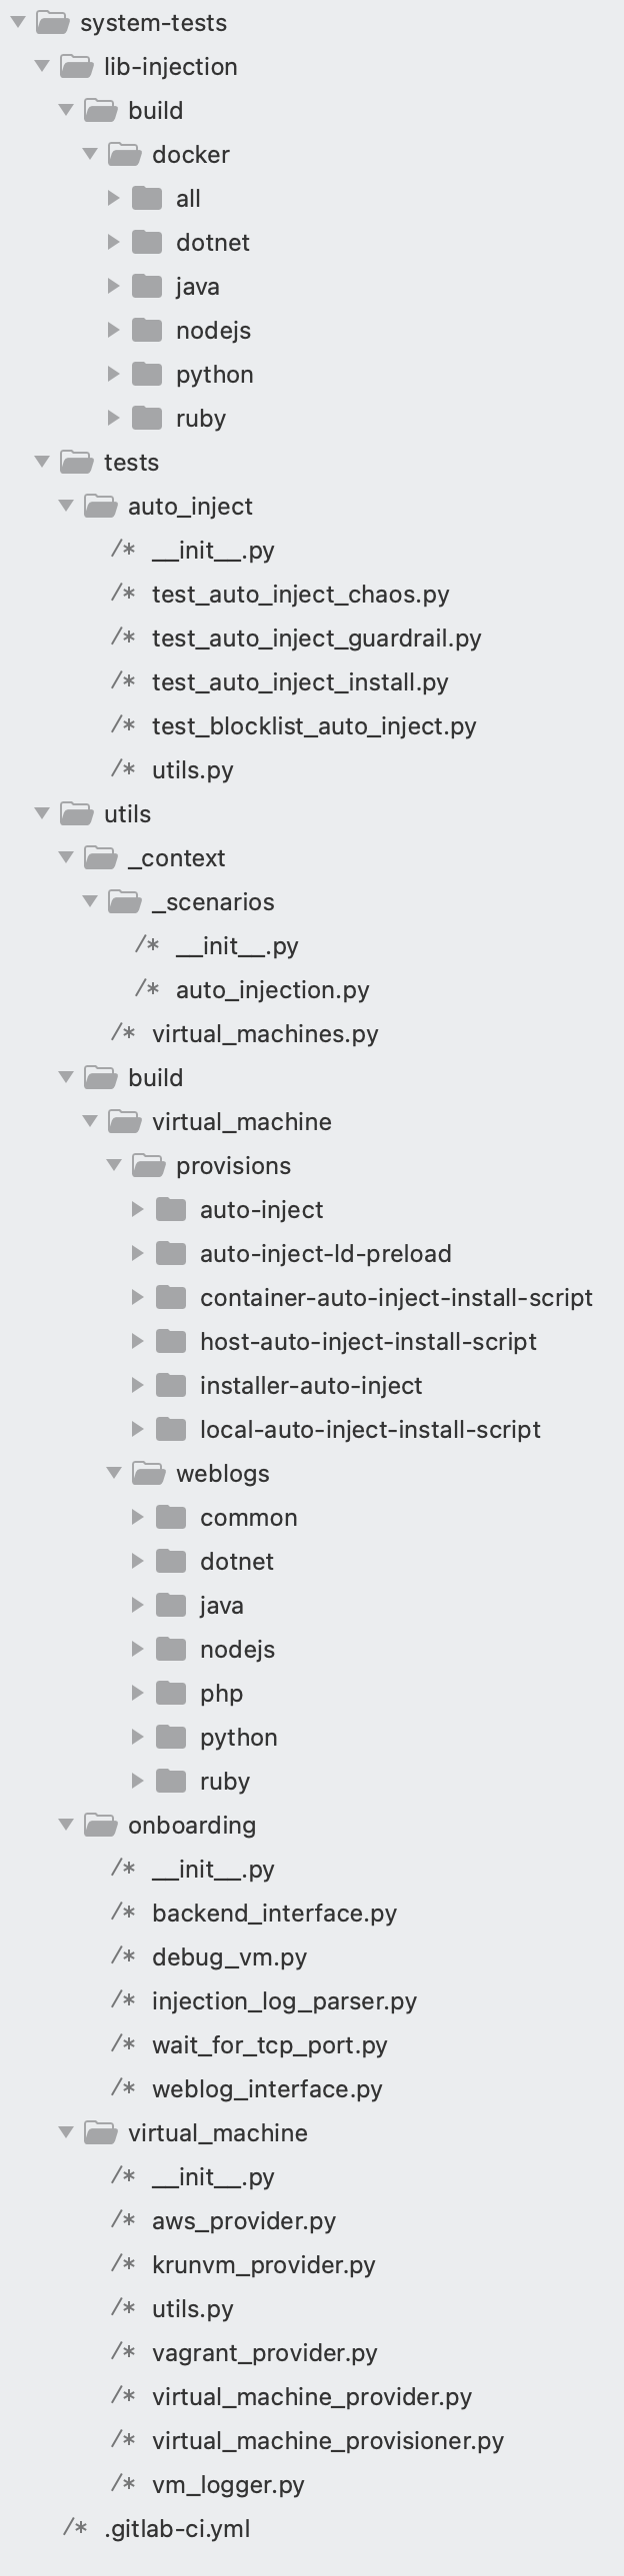 system-tests
lib-injection
build
docker
all
dotnet
java
nodejs
python
ruby
tests
auto_inject
/* __init__.py
/* test_auto_inject_chaos.py
/* test_auto_inject_guardrail.py
/* test_auto_inject_install.py
/* test_blocklist_auto_inject.py
/* utils.py
utils
_context
_scenarios
/* __init__.py
/* auto_injection.py
/* virtual_machines.py
build
virtual_machine
provisions
auto-inject
auto-inject-ld-preload
container-auto-inject-install-script
host-auto-inject-install-script
installer-auto-inject
local-auto-inject-install-script
weblogs
common
dotnet
java
nodejs
php
python
ruby
onboarding
/* __init__.py
/* backend_interface.py
/* debug_vm.py
/* injection_log_parser.py
/* wait_for_tcp_port.py
/* weblog_interface.py
virtual_machine
/* __init__.py
/* aws_provider.py
/* krunvm_provider.py
/* utils.py
/* vagrant_provider.py
/* virtual_machine_provider.py
/* virtual_machine_provisioner.py
/* vm_logger.py
/* .gitlab-ci.yml